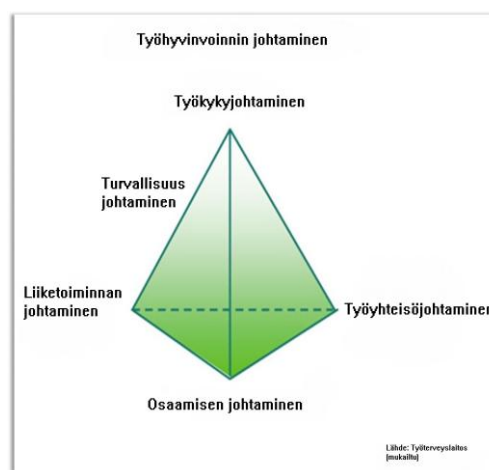 Työhyvinvoinnin johtaminen
Työkykyjohtaminen
Turvallisuus
johtaminen
Liiketoiminnan
johtaminen
Työyhteisöjohtaminen
Osaamisen johtaminen
Lähde: Työterveyslaitos
(mukailtu)